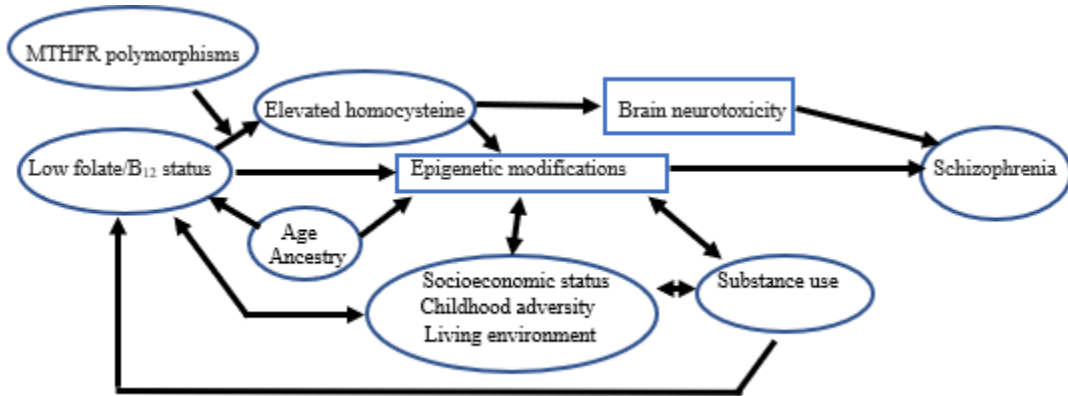 MTHFR polymorphisms
Elevated homocysteine
Brain neurotoxicity
Low folate/B₁₂ status
Epigenetic modifications
Schizophrenia
Age
Ancestry
Socioeconomic status
Childhood adversity
Living environment
Substance use